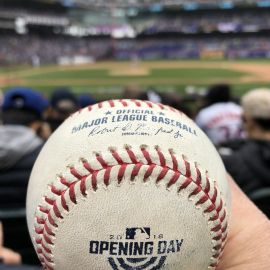 OFFICIAL
MAJOR LEAGUE BASEBALL
2018
OPENING DAY